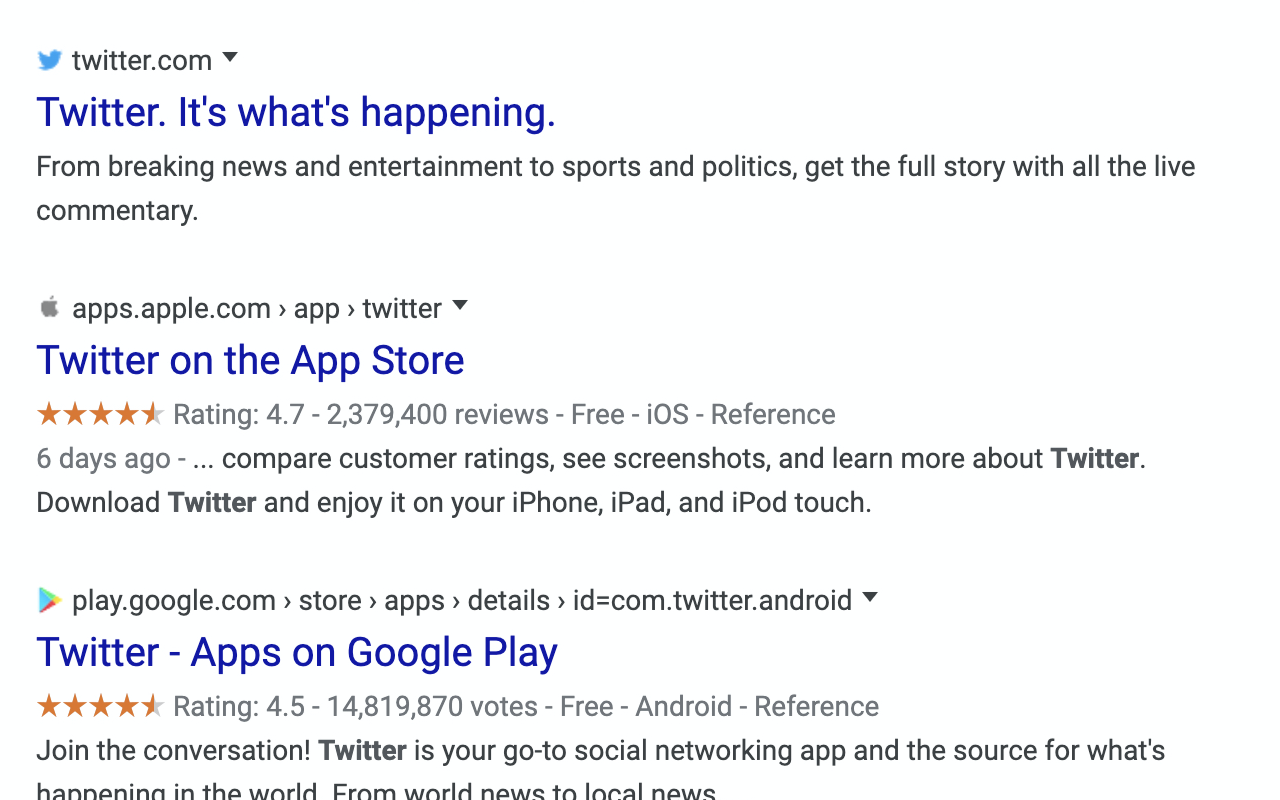 twitter.com
Twitter. It's what's happening.
From breaking news and entertainment to sports and politics, get the full story with all the live
commentary.
apps.apple.com › app › twitter
Twitter on the App Store
Rating: 4.7 - 2,379,400 reviews - Free - iOS - Reference
6 days ago - ... compare customer ratings, see screenshots, and learn more about Twitter.
Download Twitter and enjoy it on your iPhone, iPad, and iPod touch.
play.google.com › store › apps › details › id=com.twitter.android
Twitter - Apps on Google Play
Rating: 4.5 - 14,819,870 votes - Free - Android - Reference
Join the conversation! Twitter is your go-to social networking app and the source for what's
happening in the world. From world news to local news